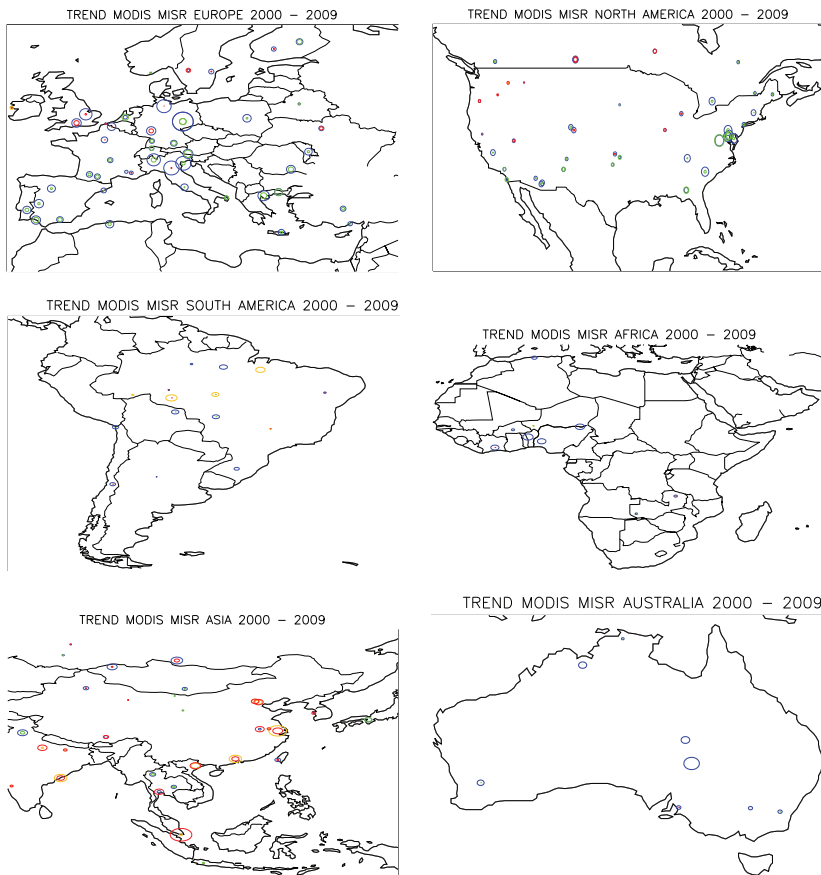 TREND MODIS MISR EUROPE 2000 – 2009
TREND MODIS MISR NORTH AMERICA 2000 – 2009
TREND MODIS MISR SOUTH AMERICA 2000 – 2009
TREND MODIS MISR AFRICA 2000 – 2009
TREND MODIS MISR ASIA 2000 – 2009
TREND MODIS MISR AUSTRALIA 2000 – 2009